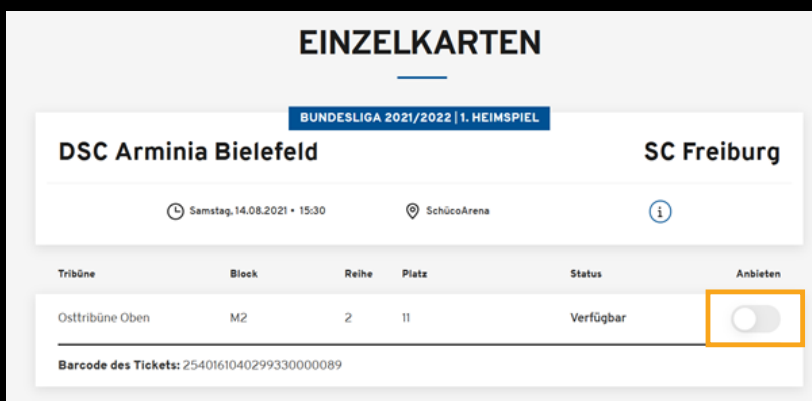 EINZELKARTEN
BUNDESLIGA 2021/2022 | 1. HEIMSPIEL
DSC Arminia Bielefeld SC Freiburg
Samstag, 14.08.2021 • 15:30 SchücoArena i
Tribüne Block Reihe Platz Status Anbieten
Osttribüne Oben M2 2 11 Verfügbar
Barcode des Tickets: 2540161040299330000089